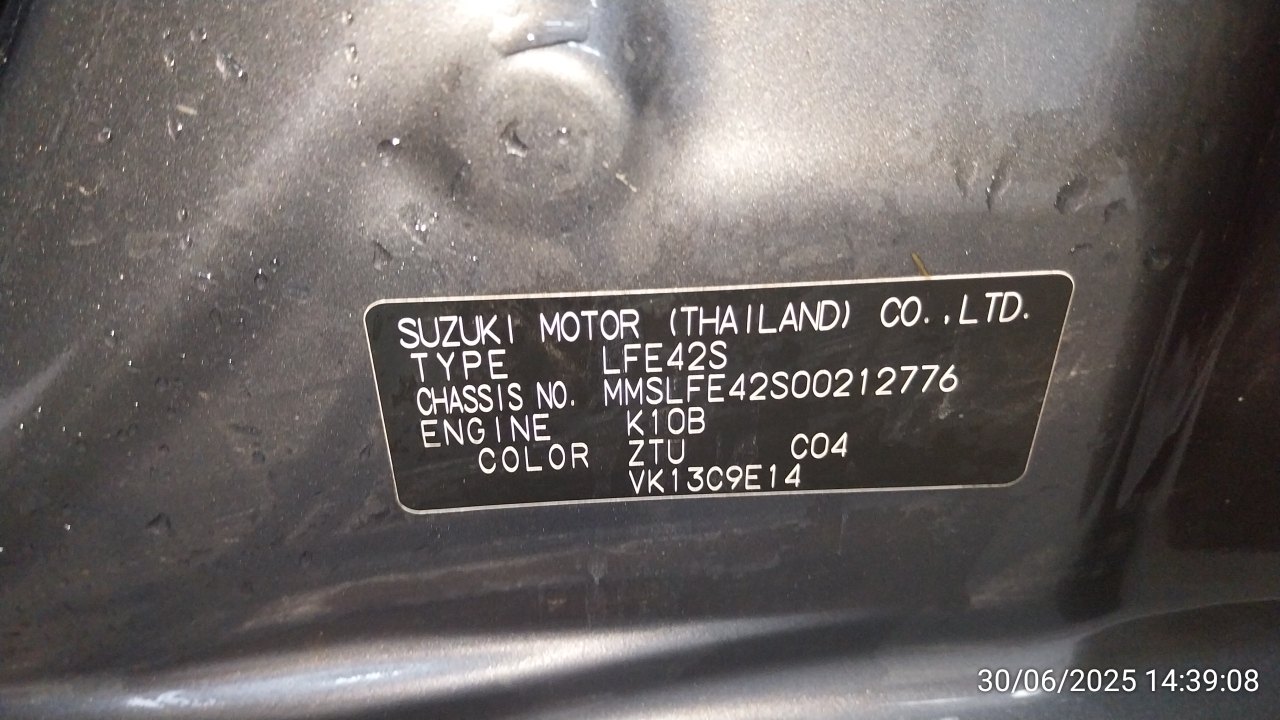 SUZUKI MOTOR (THAILAND) CO.,LTD.
TYPE LFE42S
CHASSIS NO. MMSLFE42S00212776
ENGINE K10B
COLOR ZTU C04
VK13C9E14
30/06/2025 14:39:08